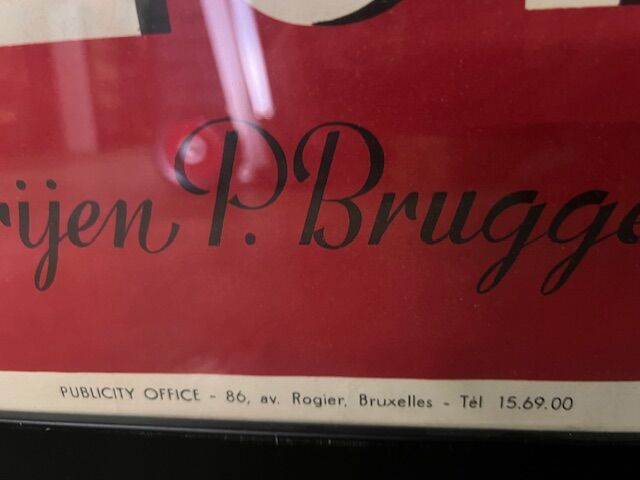 rijen P. Brugge
PUBLICITY OFFICE - 86, av. Rogier, Bruxelles - Tél 15.69.00